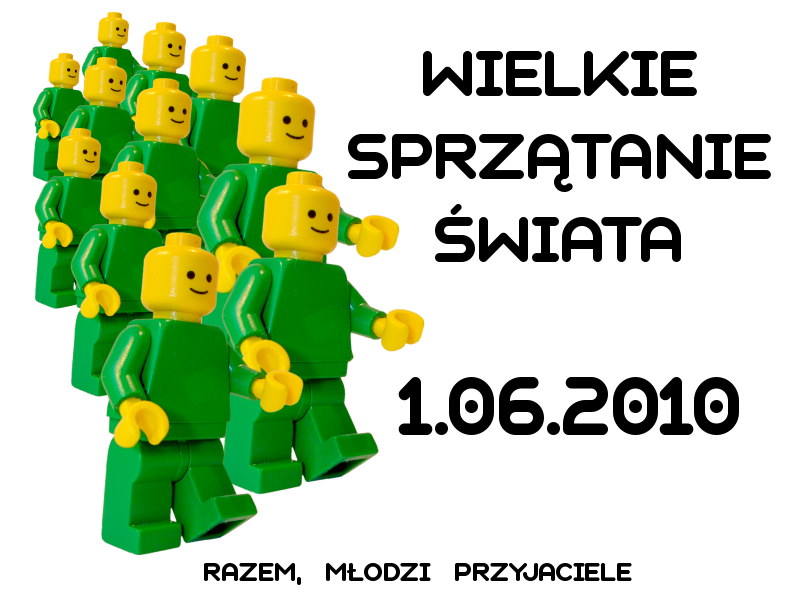 WIELKIE
SPRZĄTANIE
ŚWIATA
1.06.2010
RAZEM, MŁODZI PRZYJACIELE